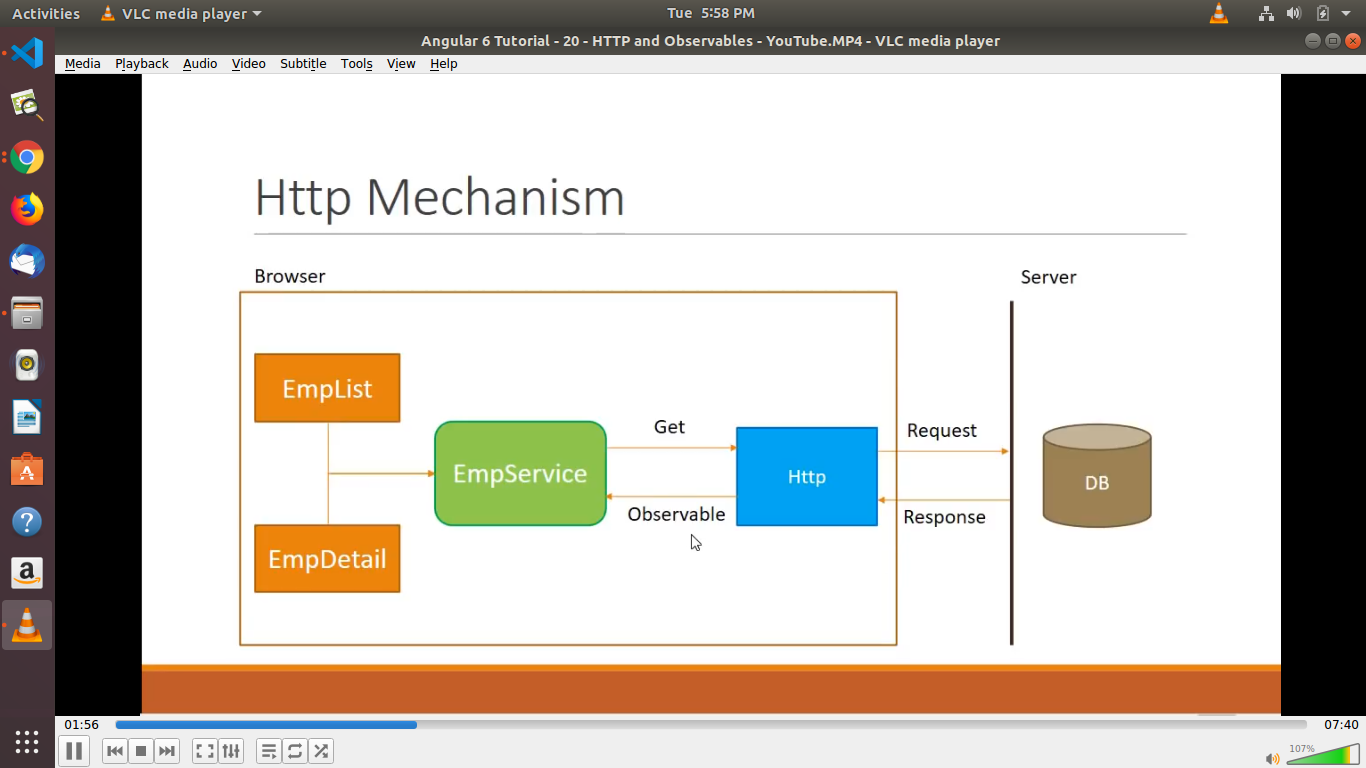 Activities VLC media player Tue 5:58 PM
Angular 6 Tutorial - 20 - HTTP and Observables - YouTube.MP4 - VLC media player
Media Playback Audio Video Subtitle Tools View Help
Http Mechanism
Browser
Server
EmpList
Get
Request
EmpService
Http
DB
Observable
Response
EmpDetail
01:56
07:40
107%